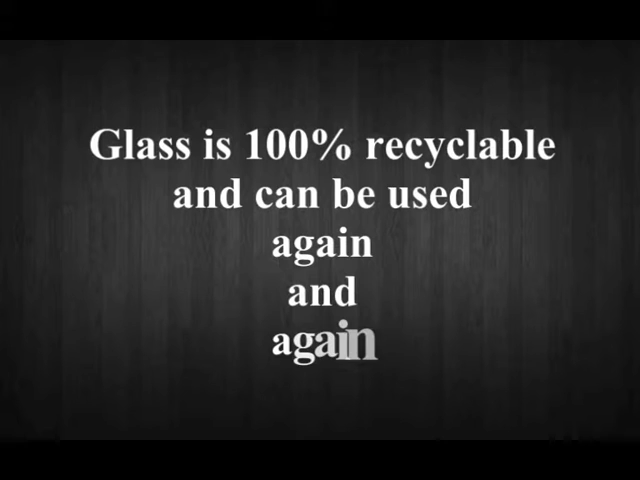 Glass is 100% recyclable
and can be used
again
and
again